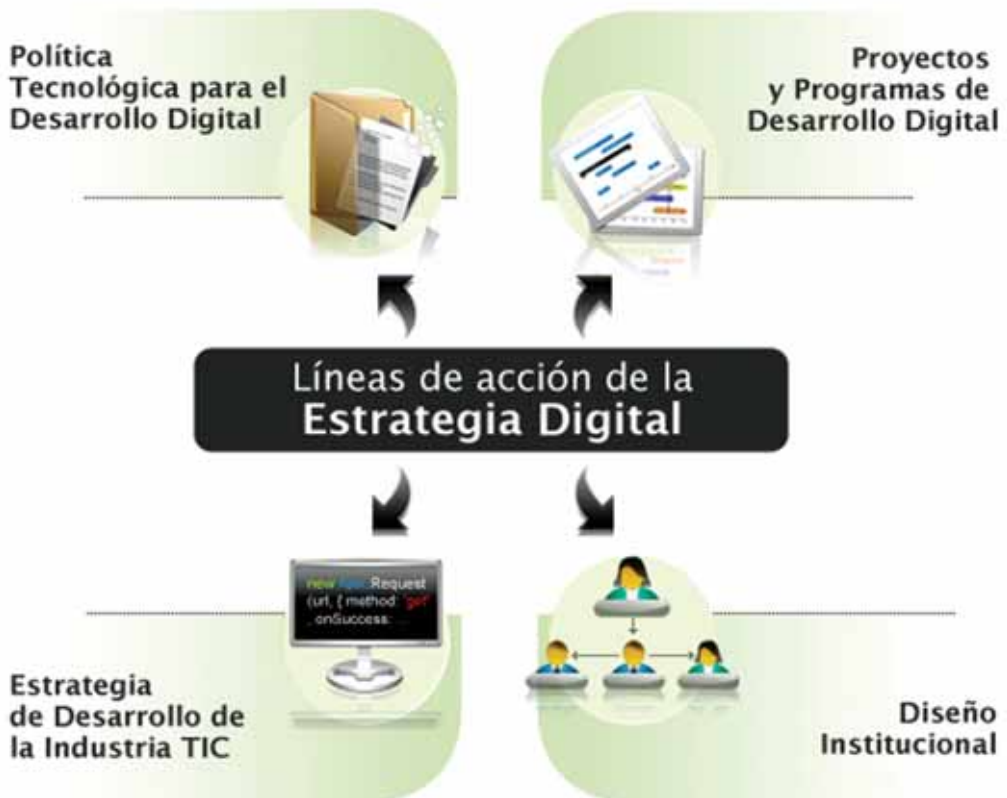 Política
Tecnológica para el
Desarrollo Digital
Proyectos
y Programas de
Desarrollo Digital
Líneas de acción de la
Estrategia Digital
new Request
(url, { method: 'get'
, onSuccess:
Estrategia
de Desarrollo de
la Industria TIC
Diseño
Institucional